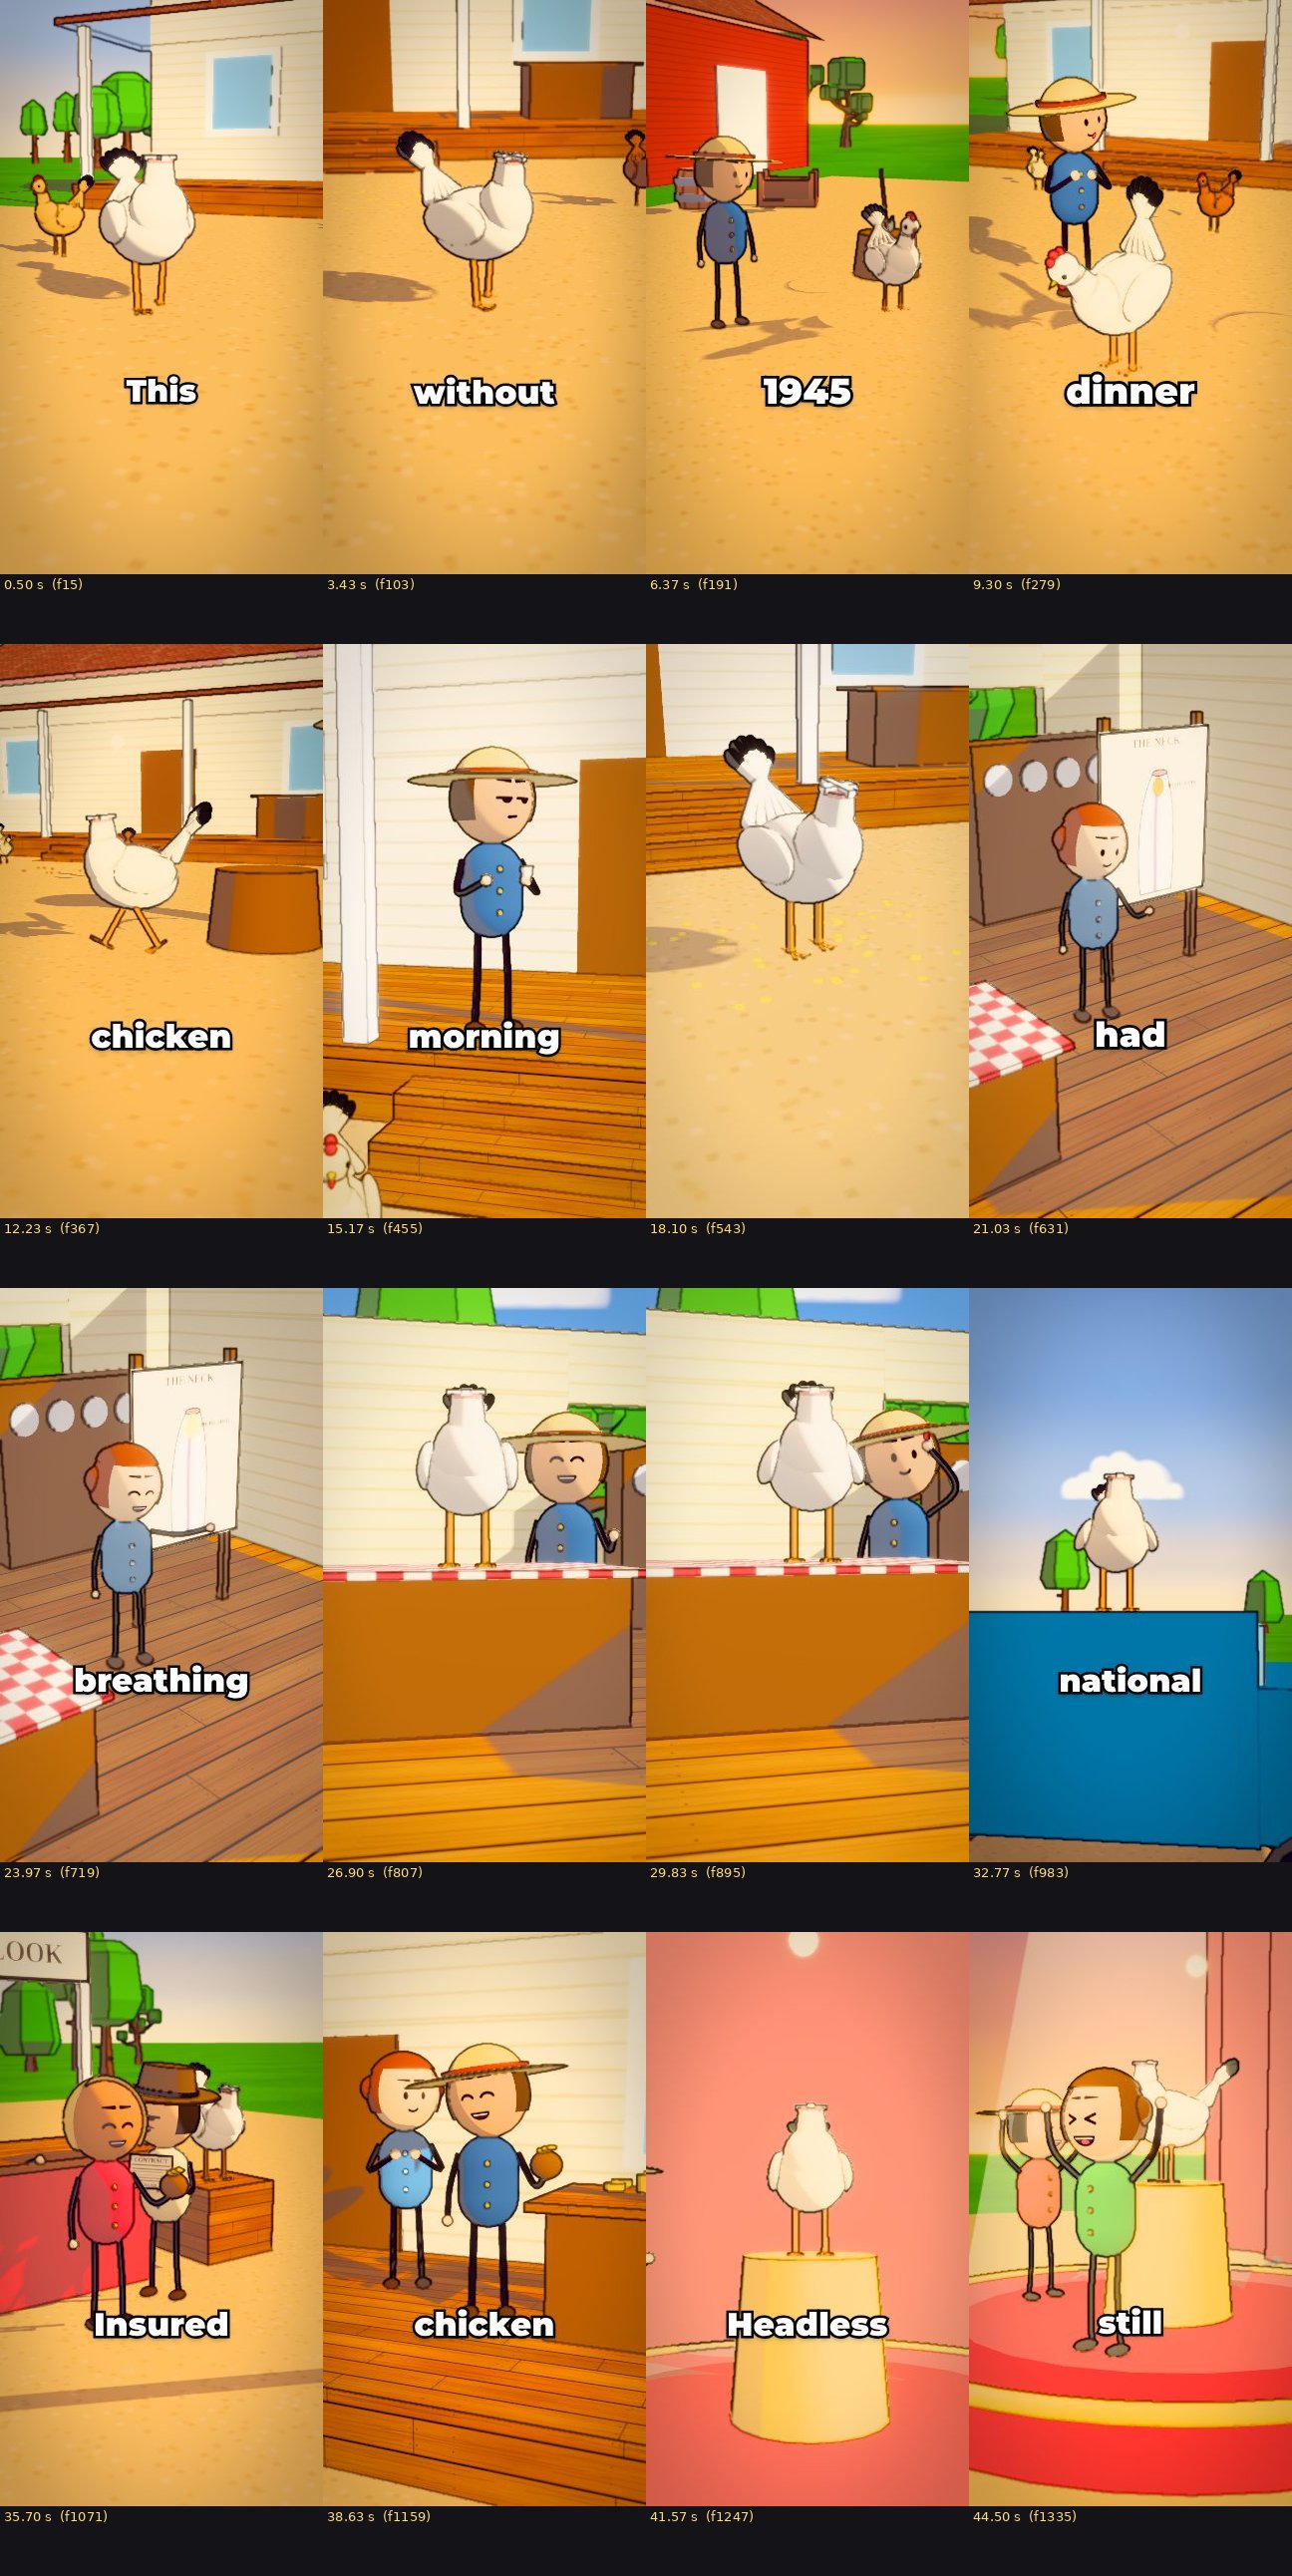 This
without
1945
dinner
0.50 s (f15)
3.43 s (f103)
6.37 s (f191)
9.30 s (f279)
THE NECK
chicken
morning
had
12.23 s (f367)
15.17 s (f455)
18.10 s (f543)
21.03 s (f631)
THE NECK
breathing
national
23.97 s (f719)
26.90 s (f807)
29.83 s (f895)
32.77 s (f983)
LOOK
CONTRACT
Insured
chicken
Headless
still
35.70 s (f1071)
38.63 s (f1159)
41.57 s (f1247)
44.50 s (f1335)